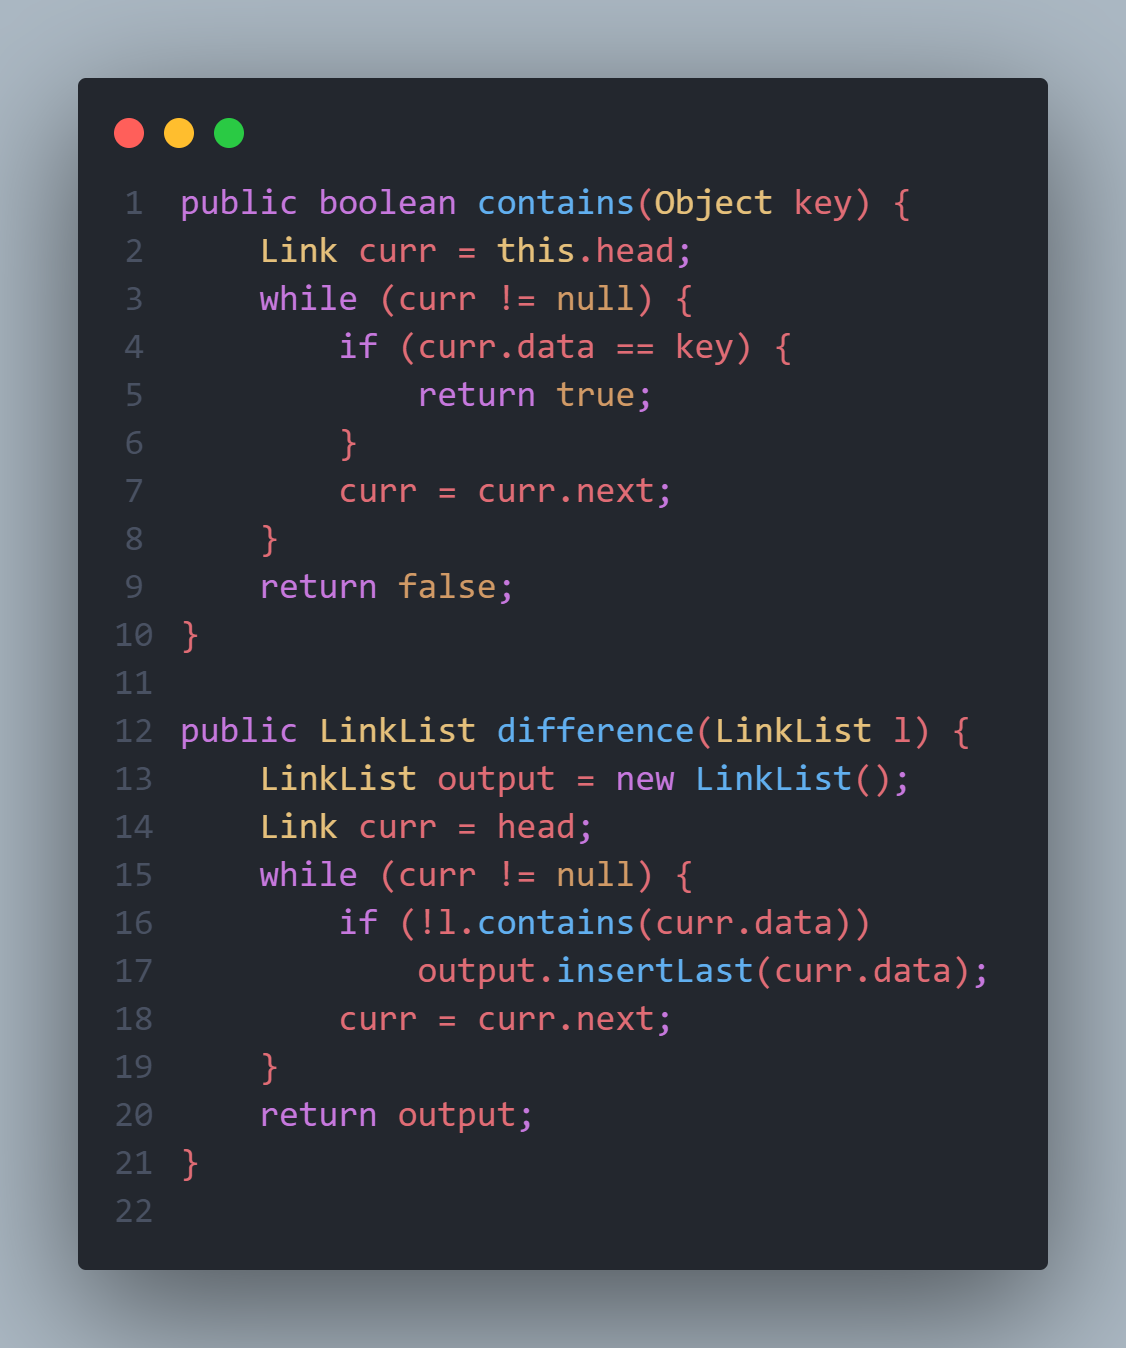 1 public boolean contains(Object key) {
2     Link curr = this.head;
3     while (curr != null) {
4         if (curr.data == key) {
5             return true;
6         }
7         curr = curr.next;
8     }
9     return false;
10 }
11
12 public LinkList difference(LinkList l) {
13     LinkList output = new LinkList();
14     Link curr = head;
15     while (curr != null) {
16         if (!l.contains(curr.data))
17             output.insertLast(curr.data);
18         curr = curr.next;
19     }
20     return output;
21 }
22